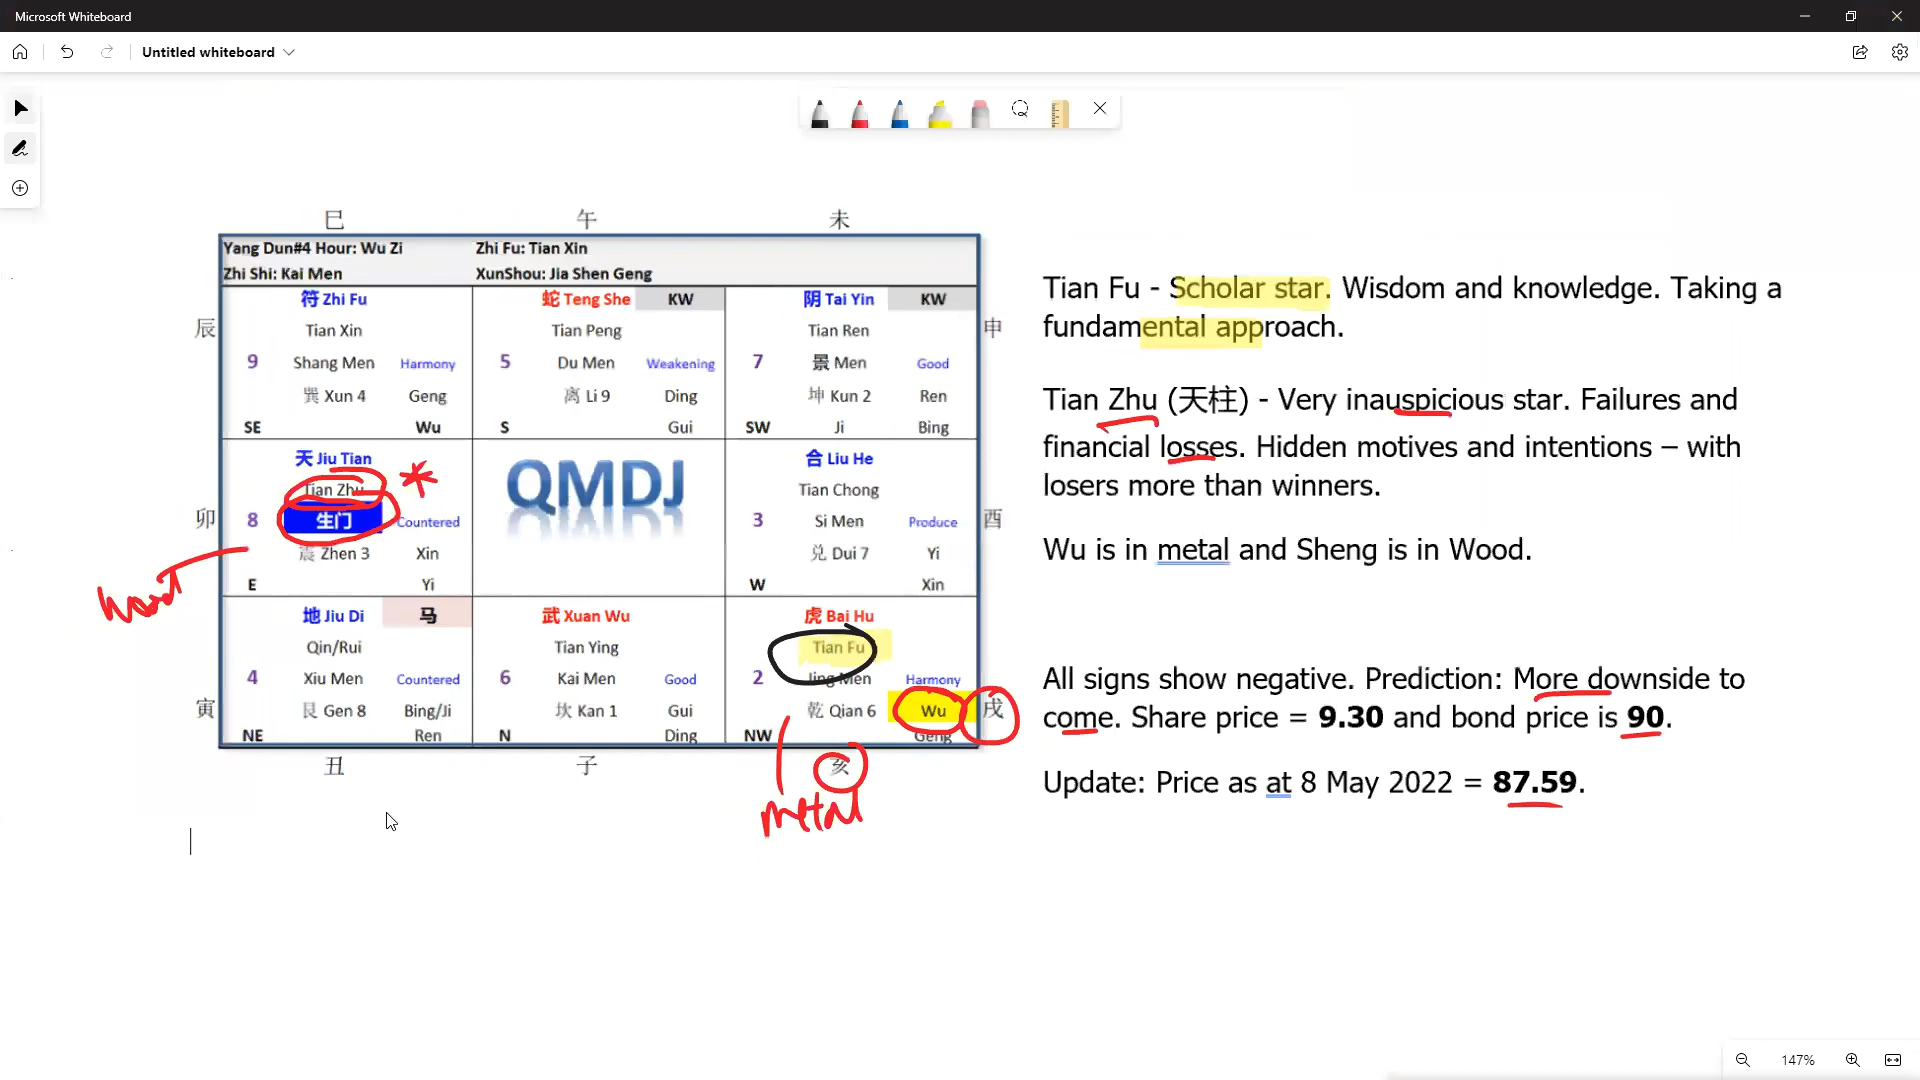 Microsoft Whiteboard
Untitled whiteboard
巳 午 未
Yang Dun#4 Hour: Wu Zi Zhi Fu: Tian Xin
Zhi Shi: Kai Men XunShou: Jia Shen Geng
符 Zhi Fu 蛇 Teng She KW 阴 Tai Yin KW
辰 Tian Xin Tian Peng Tian Ren 申
9 Shang Men Harmony 5 Du Men Weakening 7 景 Men Good
巽 Xun 4 Geng 离 Li 9 Ding 坤 Kun 2 Ren
SE Wu S Gui SW Ji Bing
天 Jiu Tian QMDJ 合 Liu He
Tian Zhu Tian Chong
卯 8 生门 Countered 3 Si Men Produce 酉
震 Zhen 3 Xin 兑 Dui 7 Yi
E Yi W Xin
wood
地 Jiu Di 马 武 Xuan Wu 虎 Bai Hu
Qin/Rui Tian Ying Tian Fu
4 Xiu Men Countered 6 Kai Men Good 2 Jing Men Harmony
寅 艮 Gen 8 Bing/Ji 坎 Kan 1 Gui 乾 Qian 6 Wu 戌
NE Ren N Ding NW Geng
丑 子 亥
metal
Tian Fu - Scholar star. Wisdom and knowledge. Taking a
fundamental approach.
Tian Zhu (天柱) - Very inauspicious star. Failures and
financial losses. Hidden motives and intentions – with
losers more than winners.
Wu is in metal and Sheng is in Wood.
All signs show negative. Prediction: More downside to
come. Share price = 9.30 and bond price is 90.
Update: Price as at 8 May 2022 = 87.59.
147%